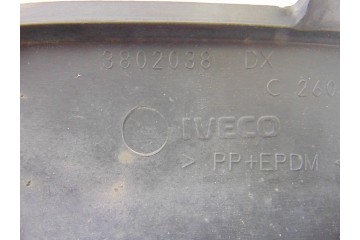 3802038 DX
C 260
IVECO
> PP+EPDM